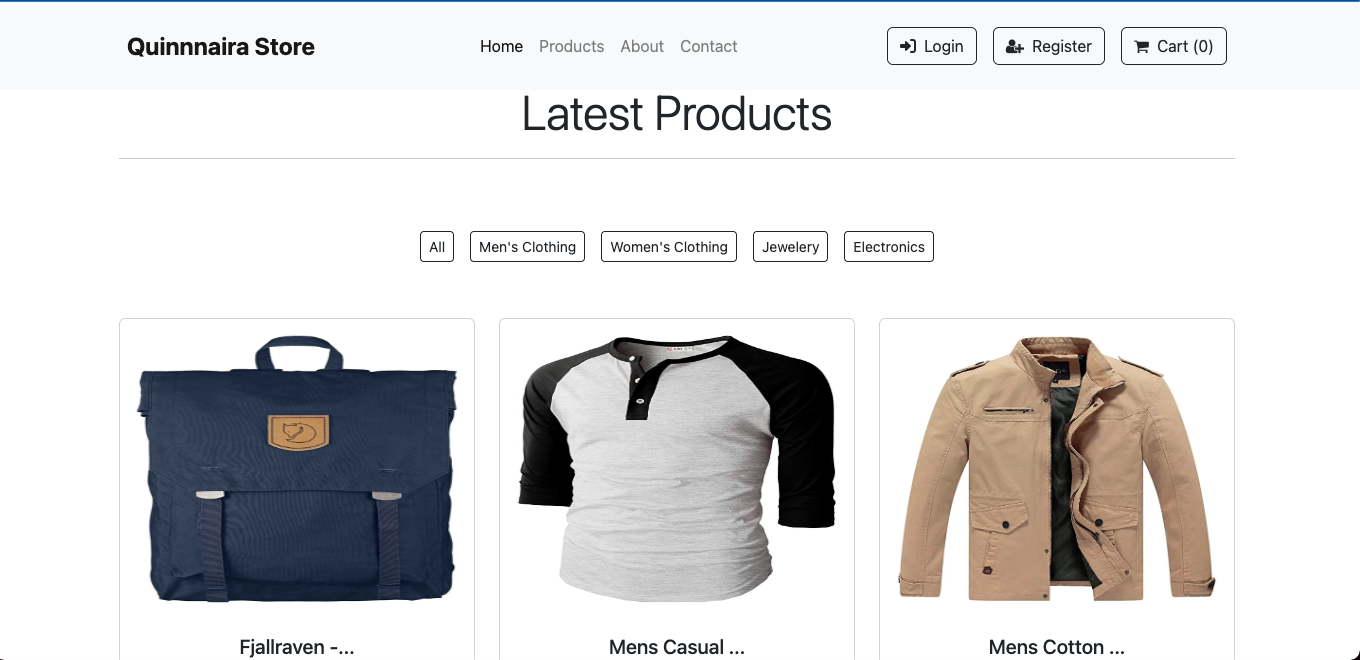 Quinnnaira Store
Home Products About Contact
Login Register Cart (0)
Latest Products
All Men's Clothing Women's Clothing Jewelery Electronics
Fjallraven -...
Mens Casual ...
Mens Cotton ...